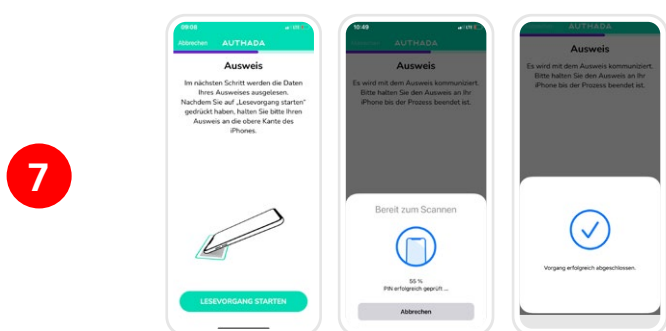 7
09:09
Abbrechen AUTHADA
Ausweis
Im nächsten Schritt werden die Daten
Ihres Ausweises ausgelesen.
Nachdem Sie auf „Lesevorgang starten"
gedrückt haben, halten Sie bitte Ihren
Ausweis an die obere Kante des
iPhones.
LESEVORGANG STARTEN
10:49
Abbrechen AUTHADA
Ausweis
Es wird mit dem Ausweis kommuniziert.
Bitte halten Sie den Ausweis an Ihr
iPhone bis der Prozess beendet ist.
Bereit zum Scannen
55 %
PIN erfolgreich geprüft ...
Abbrechen
AUTHADA
Ausweis
Es wird mit dem Ausweis kommuniziert.
Bitte halten Sie den Ausweis an Ihr
iPhone bis der Prozess beendet ist.
Vorgang erfolgreich abgeschlossen.